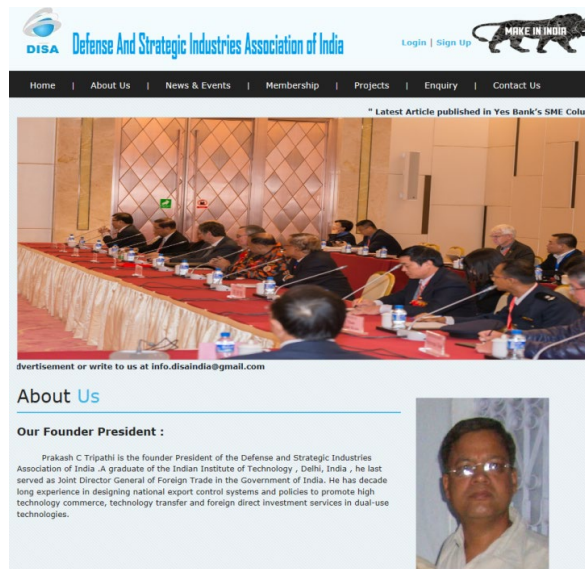 DISA
Defense And Strategic Industries Association of India
Login | Sign Up
MAKE IN INDIA
Home | About Us | News & Events | Membership | Projects | Enquiry | Contact Us
" Latest Article published in Yes Bank's SME Colu
dvertisement or write to us at info.disaindia@gmail.com
About Us
Our Founder President :
Prakash C Tripathi is the founder President of the Defense and Strategic Industries
Association of India .A graduate of the Indian Institute of Technology , Delhi, India , he last
served as Joint Director General of Foreign Trade in the Government of India. He has decade
long experience in designing national export control systems and policies to promote high
technology commerce, technology transfer and foreign direct investment services in dual-use
technologies.